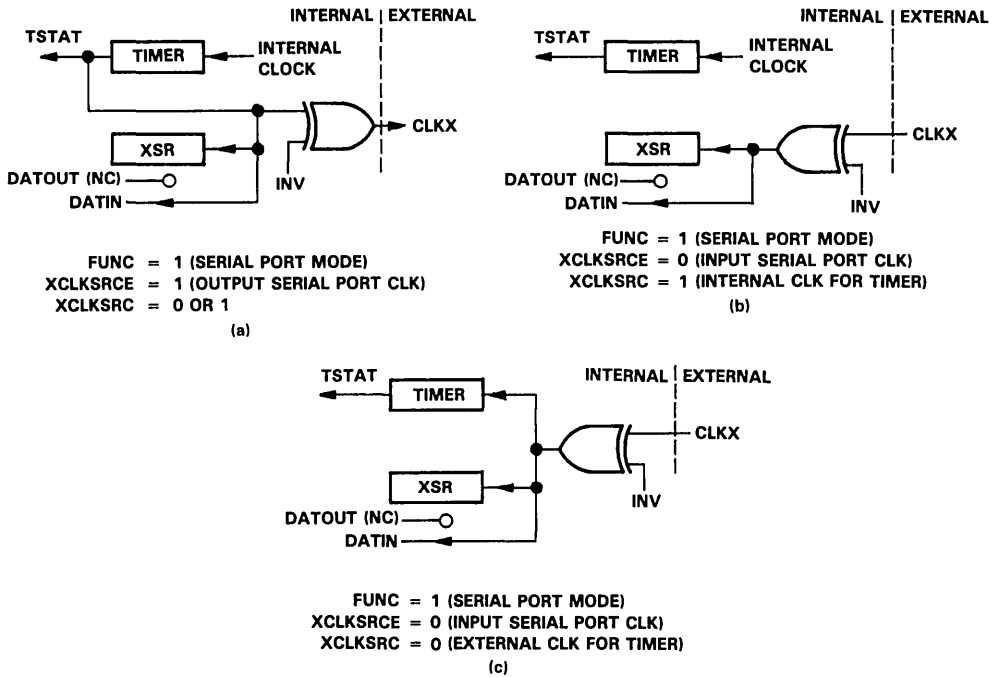 INTERNAL EXTERNAL
TSTAT
TIMER
INTERNAL
CLOCK
CLKX
XSR
INV
DATOUT (NC)
DATIN
FUNC = 1 (SERIAL PORT MODE)
XCLKSRCE = 1 (OUTPUT SERIAL PORT CLK)
XCLKSRC = 0 OR 1
(a)
INTERNAL EXTERNAL
TSTAT
TIMER
INTERNAL
CLOCK
CLKX
XSR
DATOUT (NC)
DATIN
INV
FUNC = 1 (SERIAL PORT MODE)
XCLKSRCE = 0 (INPUT SERIAL PORT CLK)
XCLKSRC = 1 (INTERNAL CLK FOR TIMER)
(b)
INTERNAL EXTERNAL
TSTAT
TIMER
CLKX
XSR
INV
DATOUT (NC)
DATIN
FUNC = 1 (SERIAL PORT MODE)
XCLKSRCE = 0 (INPUT SERIAL PORT CLK)
XCLKSRC = 0 (EXTERNAL CLK FOR TIMER)
(c)